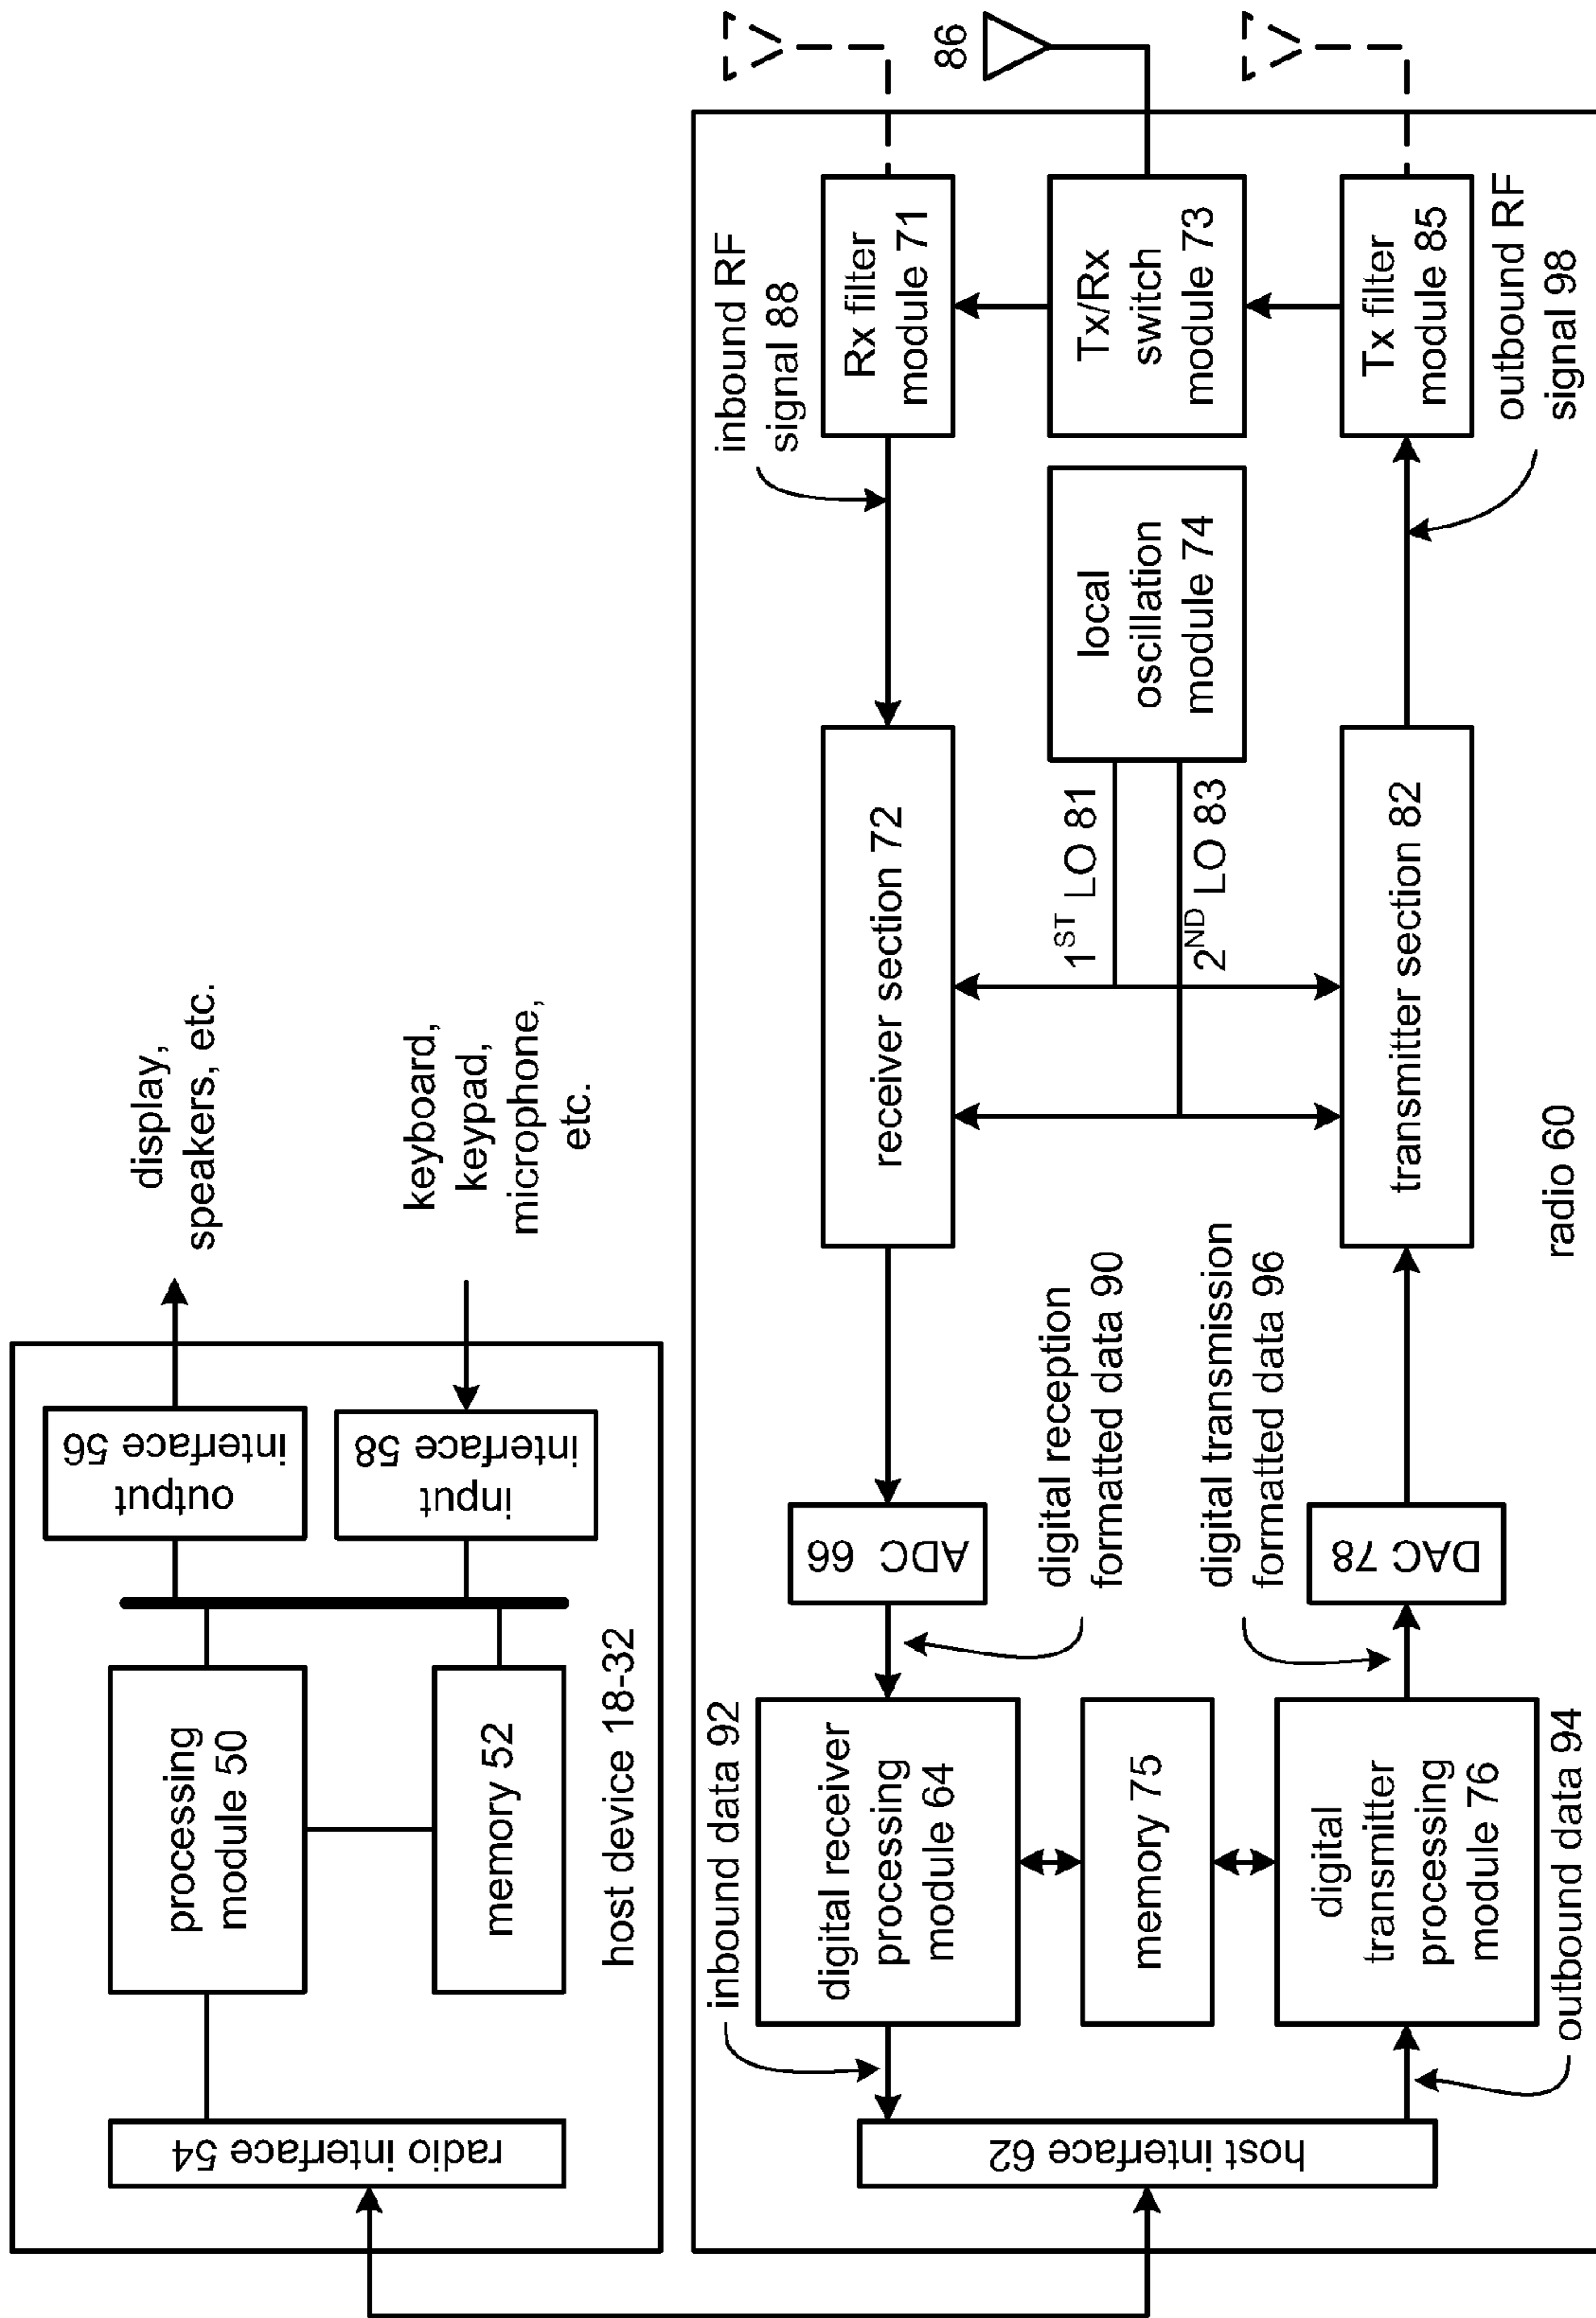 display,
speakers, etc.
keyboard,
keypad,
microphone,
etc.
output
interface 56
input
interface 58
processing
module 50
memory 52
radio interface 54
host device 18-32
86
inbound RF
signal 88
Rx filter
module 71
Tx/Rx
switch
module 73
Tx filter
module 85
outbound RF
signal 98
local
oscillation
module 74
1ST LO 81
2ND LO 83
receiver section 72
transmitter section 82
radio 60
ADC 66
digital reception
formatted data 90
digital transmission
formatted data 96
DAC 78
inbound data 92
digital receiver
processing
module 64
memory 75
digital
transmitter
processing
module 76
outbound data 94
host interface 62